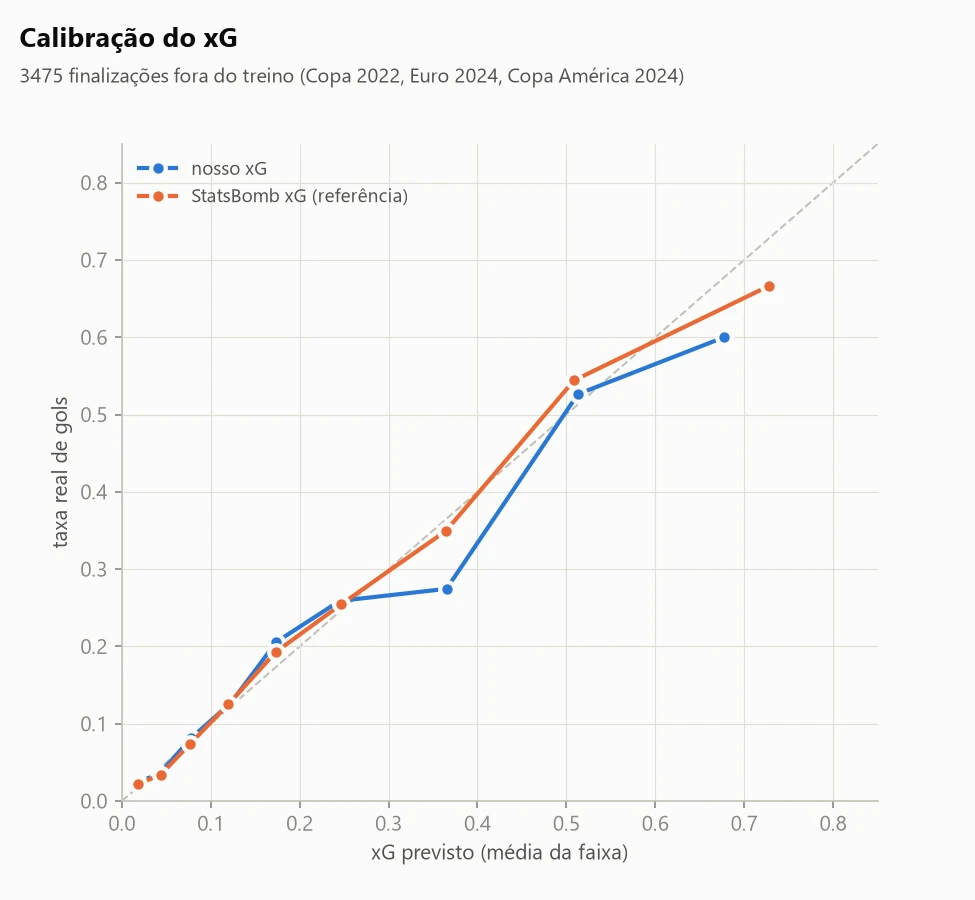 Calibração do xG
3475 finalizações fora do treino (Copa 2022, Euro 2024, Copa América 2024)
nosso xG
StatsBomb xG (referência)
taxa real de gols
0.8
0.7
0.6
0.5
0.4
0.3
0.2
0.1
0.0
0.0 0.1 0.2 0.3 0.4 0.5 0.6 0.7 0.8
xG previsto (média da faixa)